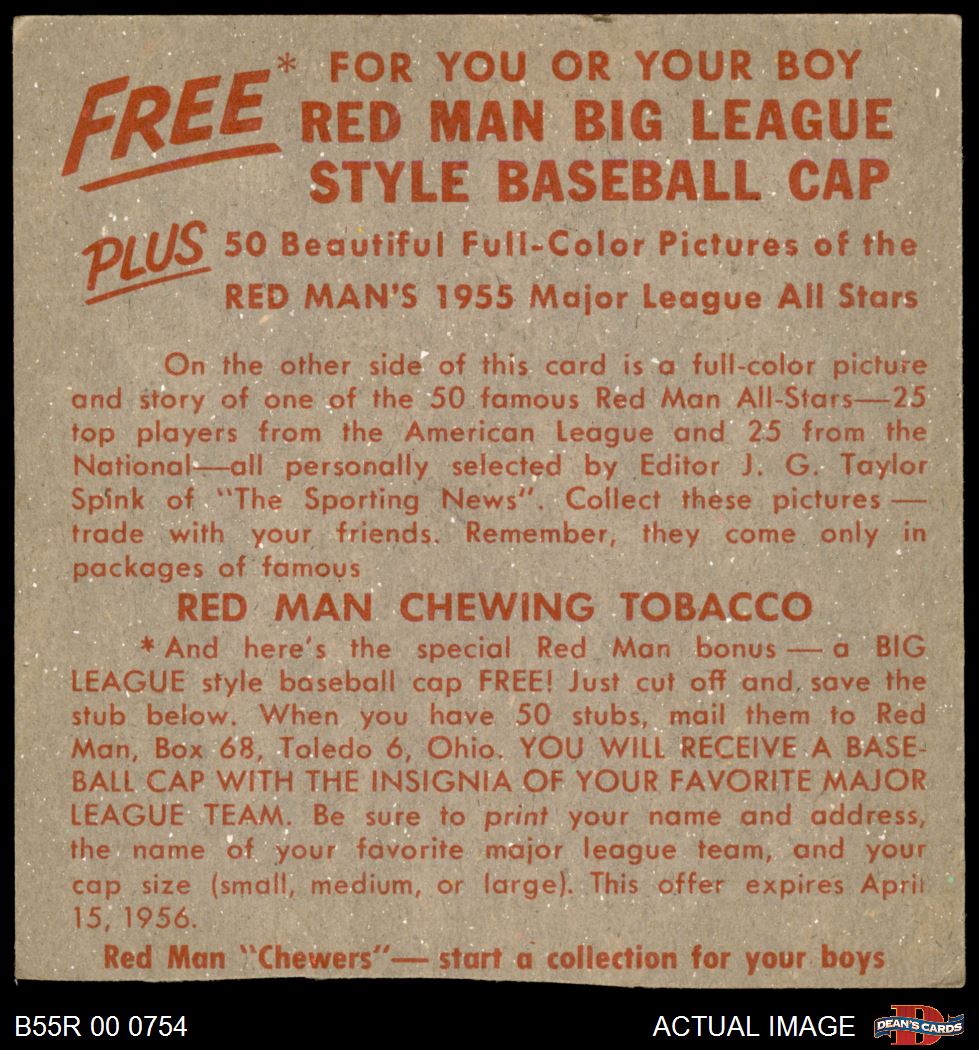 FREE* FOR YOU OR YOUR BOY
RED MAN BIG LEAGUE
STYLE BASEBALL CAP
PLUS 50 Beautiful Full-Color Pictures of the
RED MAN'S 1955 Major League All Stars
On the other side of this card is a full-color picture
and story of one of the 50 famous Red Man All-Stars—25
top players from the American League and 25 from the
National—all personally selected by Editor J. G. Taylor
Spink of "The Sporting News". Collect these pictures —
trade with your friends. Remember, they come only in
packages of famous
RED MAN CHEWING TOBACCO
* And here's the special Red Man bonus — a BIG
LEAGUE style baseball cap FREE! Just cut off and save the
stub below. When you have 50 stubs, mail them to Red
Man, Box 68, Toledo 6, Ohio. YOU WILL RECEIVE A BASE-
BALL CAP WITH THE INSIGNIA OF YOUR FAVORITE MAJOR
LEAGUE TEAM. Be sure to print your name and address,
the name of your favorite major league team, and your
cap size (small, medium, or large). This offer expires April
15, 1956.
Red Man "Chewers"— start a collection for your boys
B55R 00 0754
ACTUAL IMAGE
D
DEAN'S CARDS